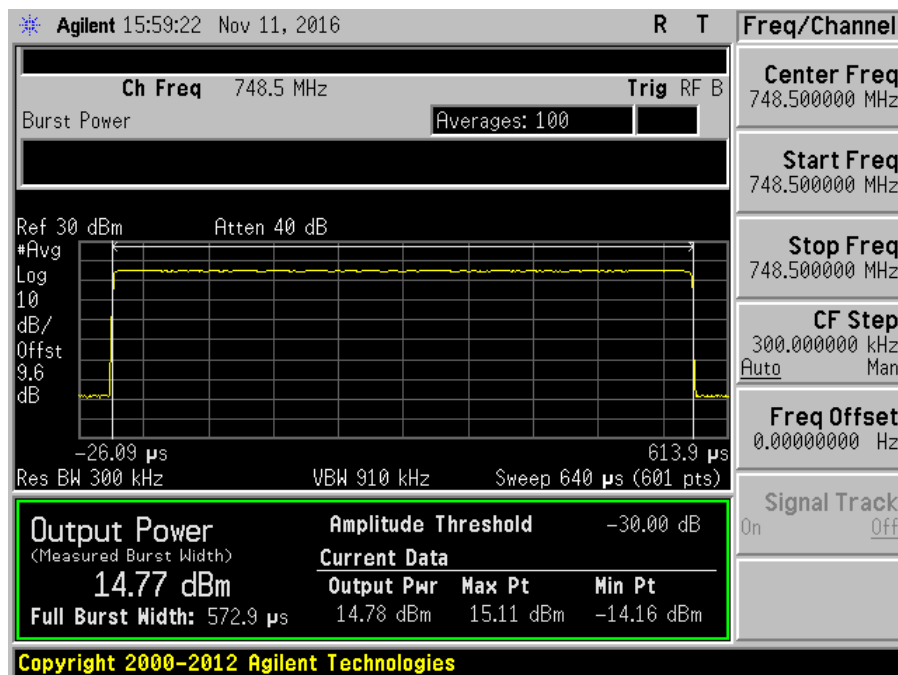 Agilent 15:59:22 Nov 11, 2016 R T
Freq/Channel
Ch Freq 748.5 MHz Trig RF B
Burst Power Averages: 100
Center Freq
748.500000 MHz
Start Freq
748.500000 MHz
Stop Freq
748.500000 MHz
CF Step
300.000000 kHz
Auto Man
Freq Offset
0.00000000 Hz
Signal Track
On Off
Ref 30 dBm Atten 40 dB
#Avg
Log
10
dB/
Offst
9.6
dB
-26.09 µs 613.9 µs
Res BW 300 kHz VBW 910 kHz Sweep 640 µs (601 pts)
Output Power
(Measured Burst Width)
14.77 dBm
Full Burst Width: 572.9 µs
Amplitude Threshold -30.00 dB
Current Data
Output Pwr Max Pt Min Pt
14.78 dBm 15.11 dBm -14.16 dBm
Copyright 2000-2012 Agilent Technologies